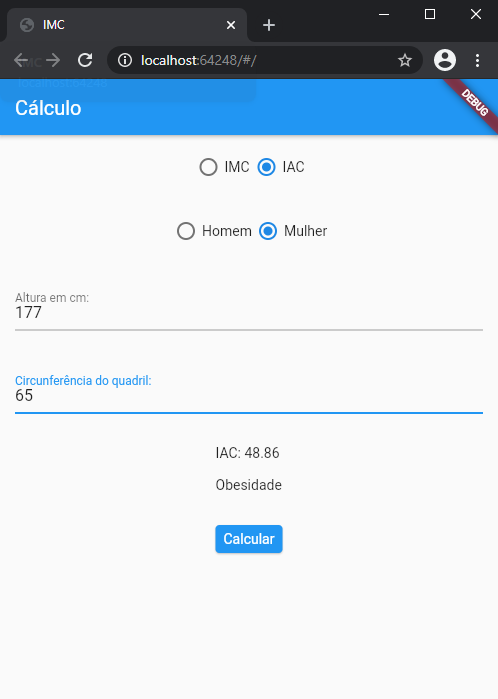 IMC
localhost:64248/#/
Cálculo
DEBUG
IMC IAC
Homem Mulher
Altura em cm:
177
Circunferência do quadril:
65
IAC: 48.86
Obesidade
Calcular